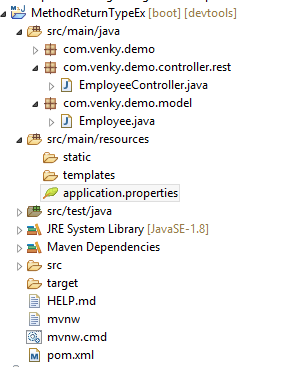 MethodReturnTypeEx [boot] [devtools]
src/main/java
com.venky.demo
com.venky.demo.controller.rest
EmployeeController.java
com.venky.demo.model
Employee.java
src/main/resources
static
templates
application.properties
src/test/java
JRE System Library [JavaSE-1.8]
Maven Dependencies
src
target
HELP.md
mvnw
mvnw.cmd
pom.xml